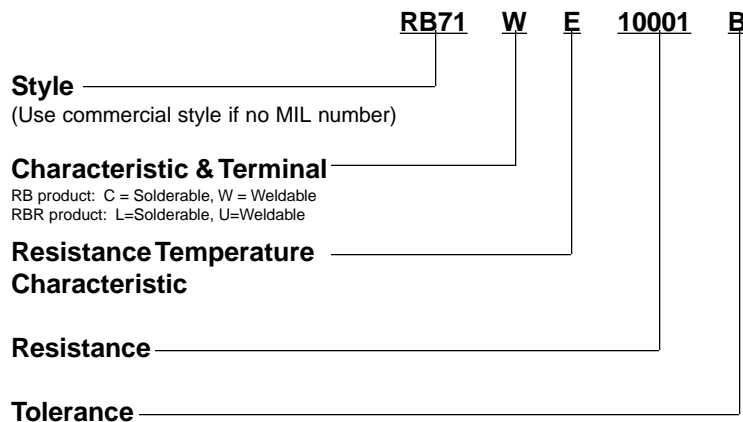 RB71 W E 10001 B
Style
(Use commercial style if no MIL number)
Characteristic & Terminal
RB product: C = Solderable, W = Weldable
RBR product: L=Solderable, U=Weldable
Resistance Temperature
Characteristic
Resistance
Tolerance